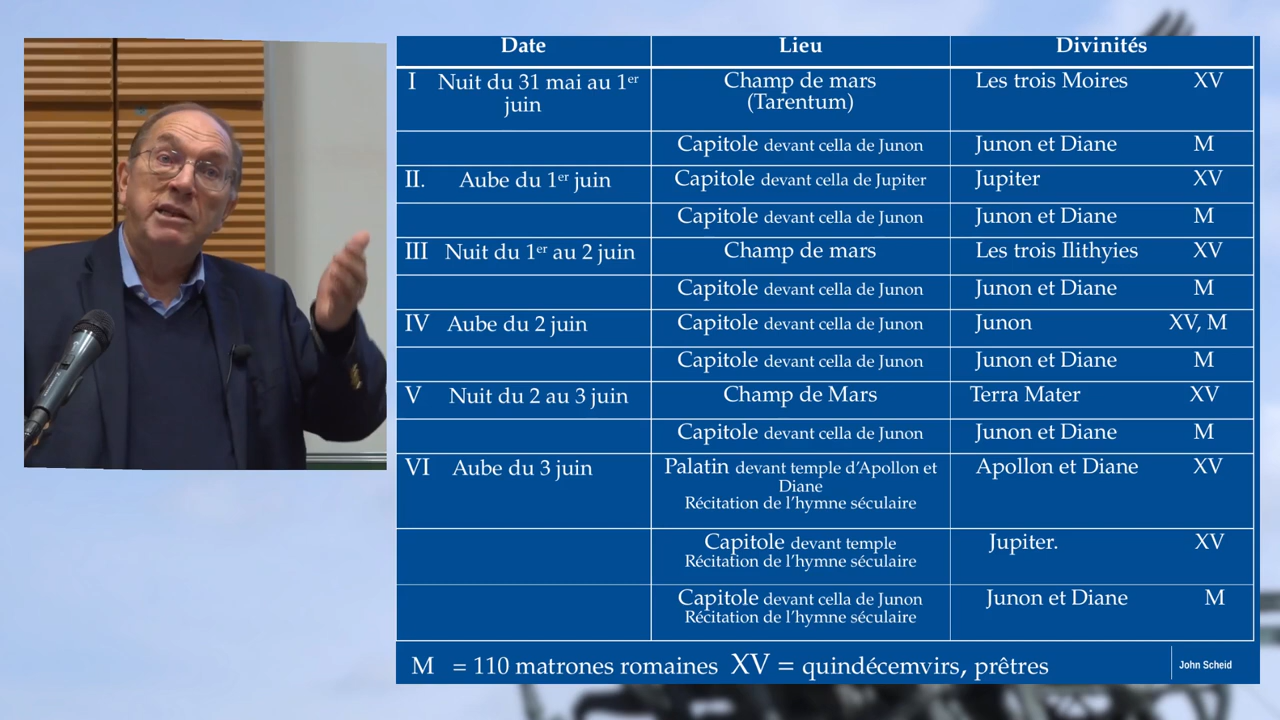 Date Lieu Divinités
I Nuit du 31 mai au 1er Champ de mars Les trois Moires XV
juin (Tarentum)
Capitole devant cella de Junon Junon et Diane M
II. Aube du 1er juin Capitole devant cella de Jupiter Jupiter XV
Capitole devant cella de Junon Junon et Diane M
III Nuit du 1er au 2 juin Champ de mars Les trois Ilithyies XV
Capitole devant cella de Junon Junon et Diane M
IV Aube du 2 juin Capitole devant cella de Junon Junon XV, M
Capitole devant cella de Junon Junon et Diane M
V Nuit du 2 au 3 juin Champ de Mars Terra Mater XV
Capitole devant cella de Junon Junon et Diane M
VI Aube du 3 juin Palatin devant temple d’Apollon et Apollon et Diane XV
Diane
Récitation de l’hymne séculaire
Capitole devant temple Jupiter. XV
Récitation de l’hymne séculaire
Capitole devant cella de Junon Junon et Diane M
Récitation de l’hymne séculaire
M = 110 matrones romaines XV = quindécemvirs, prêtres
John Scheid